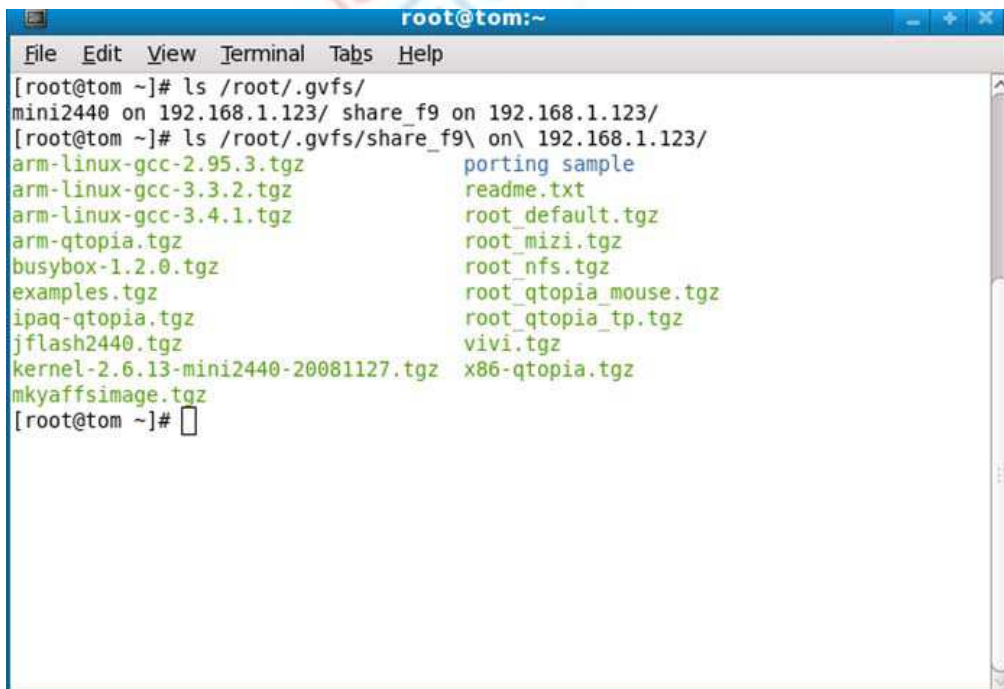 root@tom:~
File Edit View Terminal Tabs Help
[root@tom ~]# ls /root/.gvfs/
mini2440 on 192.168.1.123/ share_f9 on 192.168.1.123/
[root@tom ~]# ls /root/.gvfs/share_f9\ on\ 192.168.1.123/
arm-linux-gcc-2.95.3.tgz porting sample
arm-linux-gcc-3.3.2.tgz readme.txt
arm-linux-gcc-3.4.1.tgz root_default.tgz
arm-qtopia.tgz root_mizi.tgz
busybox-1.2.0.tgz root_nfs.tgz
examples.tgz root_qtopia_mouse.tgz
ipaq-qtopia.tgz root_qtopia_tp.tgz
jflash2440.tgz vivi.tgz
kernel-2.6.13-mini2440-20081127.tgz x86-qtopia.tgz
mkyaffsimage.tgz
[root@tom ~]#